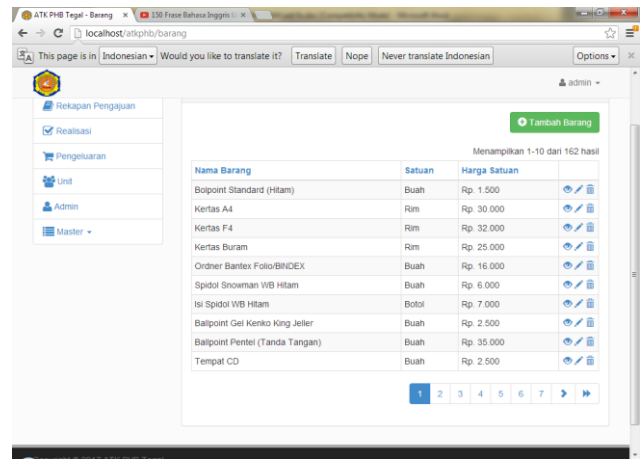 ATK PHB Tegal - Barang
150 Frase Bahasa Inggris
localhost/atkphb/barang
This page is in Indonesian Would you like to translate it? Translate Nope Never translate Indonesian Options
admin
Rekapan Pengajuan
Realisasi
Pengeluaran
Unit
Admin
Master
Tambah Barang
Menampilkan 1-10 dari 162 hasil
Nama Barang Satuan Harga Satuan
Bolpoint Standard (Hitam) Buah Rp. 1.500
Kertas A4 Rim Rp. 30.000
Kertas F4 Rim Rp. 32.000
Kertas Buram Rim Rp. 25.000
Ordner Bantex Folio/BINDEX Buah Rp. 16.000
Spidol Snowman WB Hitam Buah Rp. 6.000
Isi Spidol WB Hitam Botol Rp. 7.000
Ballpoint Gel Kenko King Jeller Buah Rp. 2.500
Ballpoint Pentel (Tanda Tangan) Buah Rp. 35.000
Tempat CD Buah Rp. 2.500
1 2 3 4 5 6 7
Copyright © 2017 ATK PHB Tegal